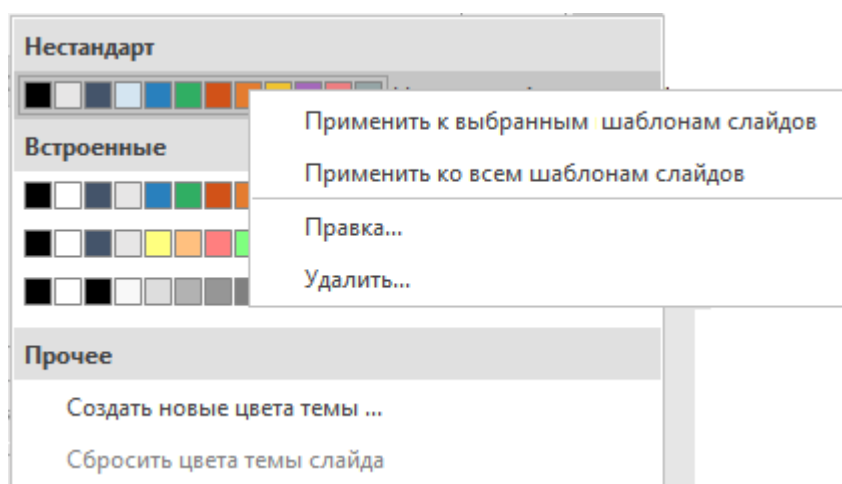 Нестандарт
Применить к выбранным шаблонам слайдов
Встроенные
Применить ко всем шаблонам слайдов
Правка...
Удалить...
Прочее
Создать новые цвета темы ...
Сбросить цвета темы слайда